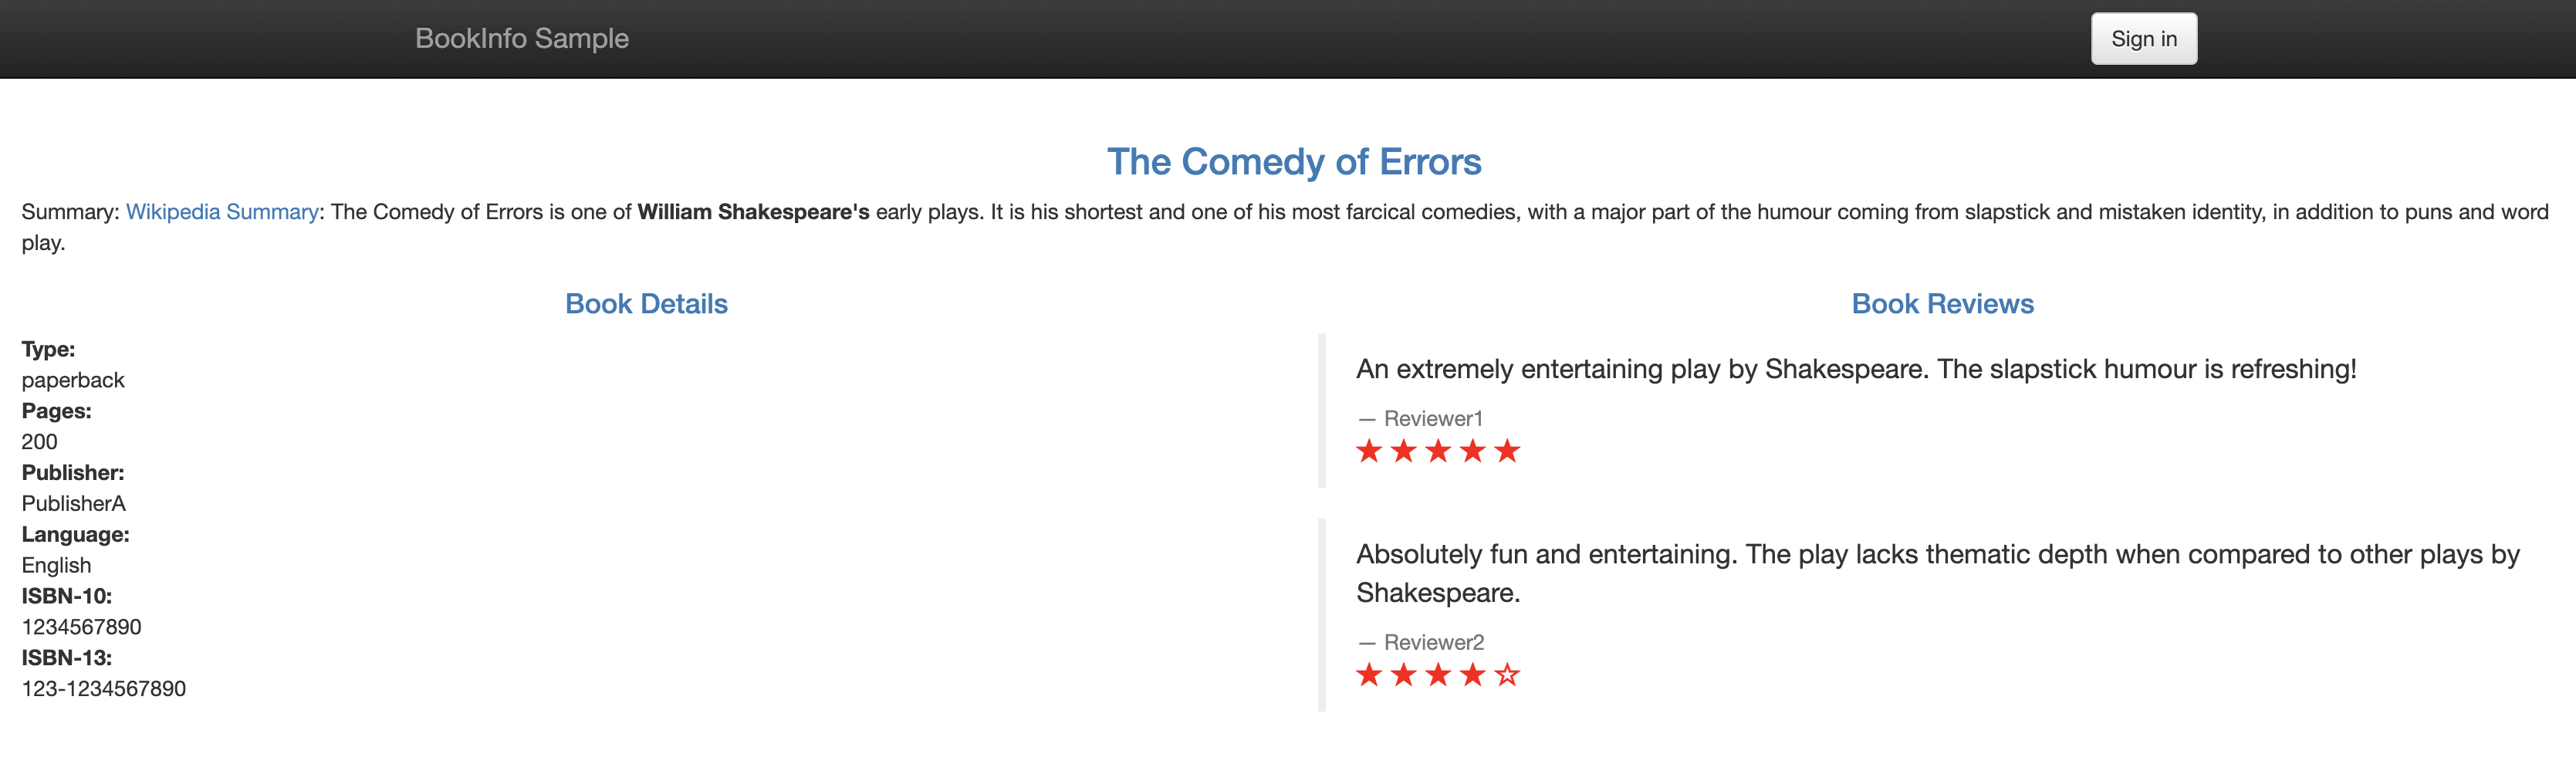 BookInfo Sample
Sign in
The Comedy of Errors
Summary: Wikipedia Summary: The Comedy of Errors is one of William Shakespeare's early plays. It is his shortest and one of his most farcical comedies, with a major part of the humour coming from slapstick and mistaken identity, in addition to puns and word
play.
Book Details
Type:
paperback
Pages:
200
Publisher:
PublisherA
Language:
English
ISBN-10:
1234567890
ISBN-13:
123-1234567890
Book Reviews
An extremely entertaining play by Shakespeare. The slapstick humour is refreshing!
— Reviewer1
Absolutely fun and entertaining. The play lacks thematic depth when compared to other plays by
Shakespeare.
— Reviewer2